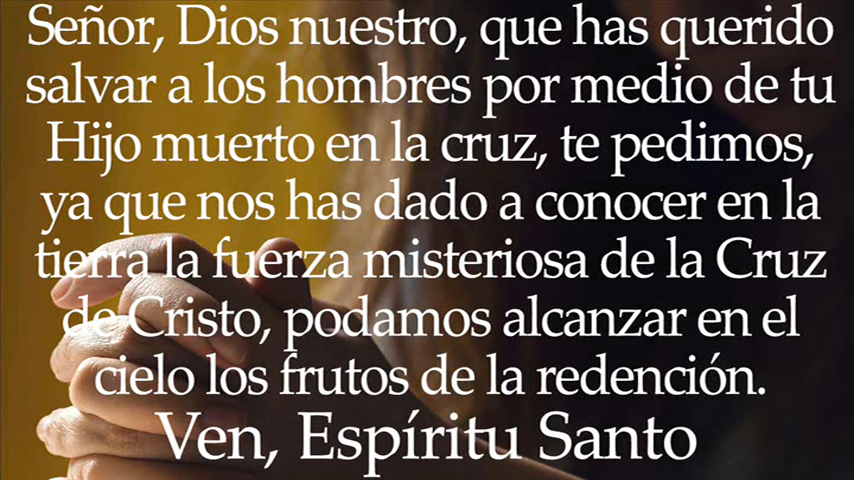 Señor, Dios nuestro, que has querido
salvar a los hombres por medio de tu
Hijo muerto en la cruz, te pedimos,
ya que nos has dado a conocer en la
tierra la fuerza misteriosa de la Cruz
de Cristo, podamos alcanzar en el
cielo los frutos de la redención.
Ven, Espíritu Santo